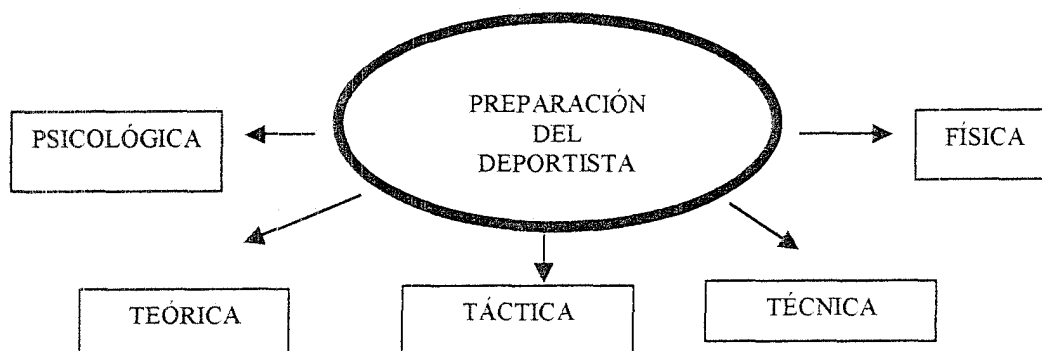 PREPARACIÓN
DEL
DEPORTISTA
PSICOLÓGICA
FÍSICA
TEÓRICA
TÁCTICA
TÉCNICA